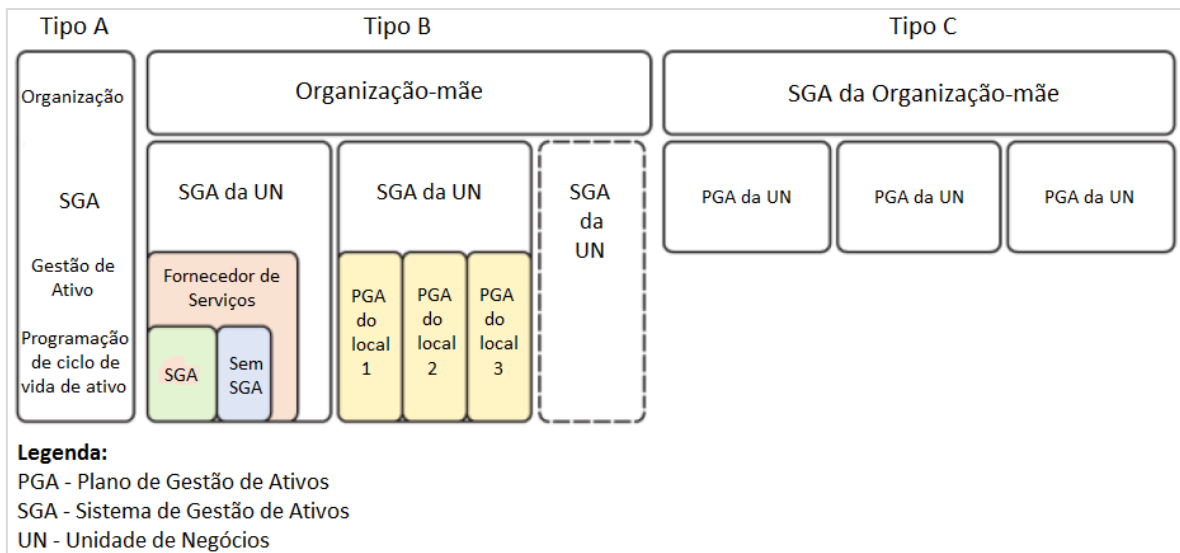 Tipo A
Tipo B
Tipo C
Organização
SGA
Gestão de
Ativo
Programação
de ciclo de
vida de ativo
Organização-mãe
SGA da UN
Fornecedor de
Serviços
SGA
Sem
SGA
SGA da UN
PGA
do
local
1
PGA
do
local
2
PGA
do
local
3
SGA
da
UN
SGA da Organização-mãe
PGA da UN
PGA da UN
PGA da UN
Legenda:
PGA - Plano de Gestão de Ativos
SGA - Sistema de Gestão de Ativos
UN - Unidade de Negócios